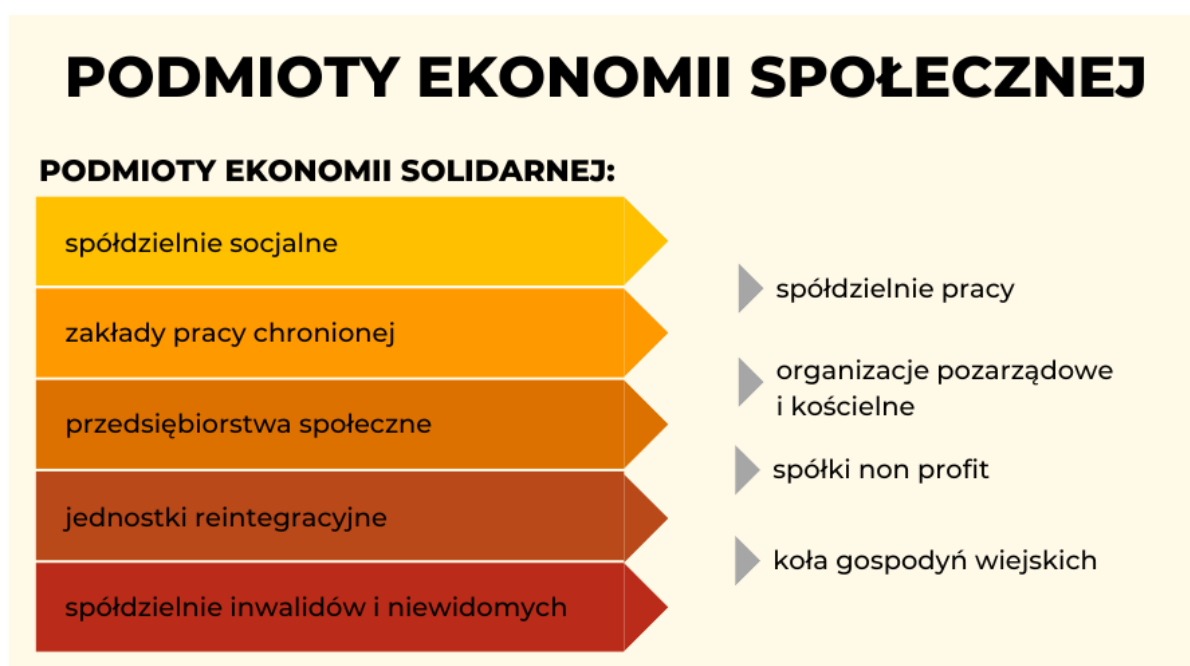 PODMIOTY EKONOMII SPOŁECZNEJ
PODMIOTY EKONOMII SOLIDARNEJ:
spółdzielnie socjalne
zakłady pracy chronionej
przedsiębiorstwa społeczne
jednostki reintegracyjne
spółdzielnie inwalidów i niewidomych
spółdzielnie pracy
organizacje pozarządowe
i kościelne
spółki non profit
koła gospodyń wiejskich